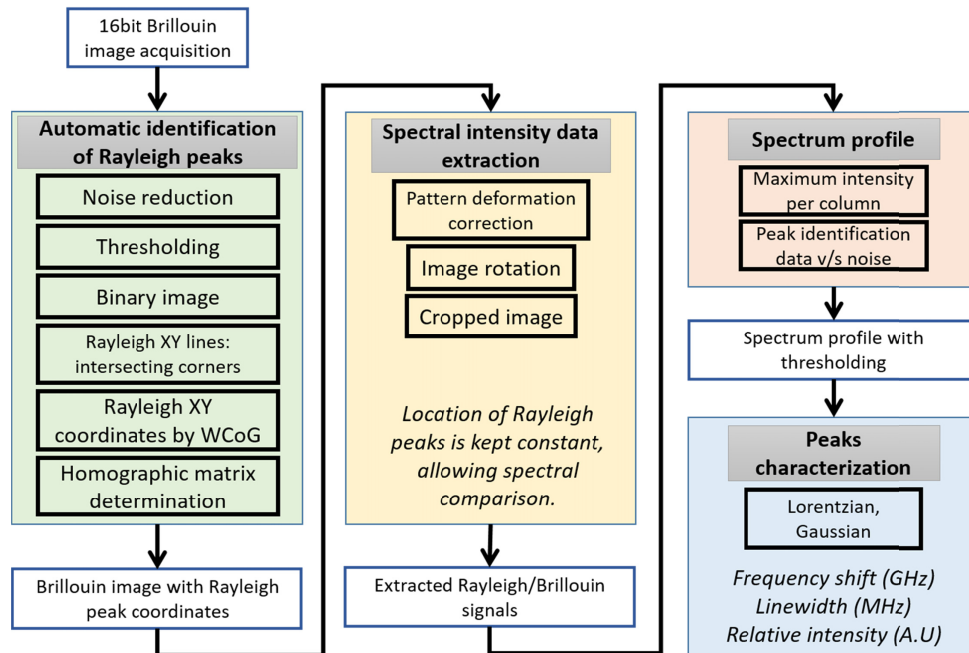 16bit Brillouin
image acquisition
Automatic identification
of Rayleigh peaks
Noise reduction
Thresholding
Binary image
Rayleigh XY lines:
intersecting corners
Rayleigh XY
coordinates by WCoG
Homographic matrix
determination
Brillouin image with Rayleigh
peak coordinates
Spectral intensity data
extraction
Pattern deformation
correction
Image rotation
Cropped image
Location of Rayleigh
peaks is kept constant,
allowing spectral
comparison.
Extracted Rayleigh/Brillouin
signals
Spectrum profile
Maximum intensity
per column
Peak identification
data v/s noise
Spectrum profile with
thresholding
Peaks
characterization
Lorentzian,
Gaussian
Frequency shift (GHz)
Linewidth (MHz)
Relative intensity (A.U)